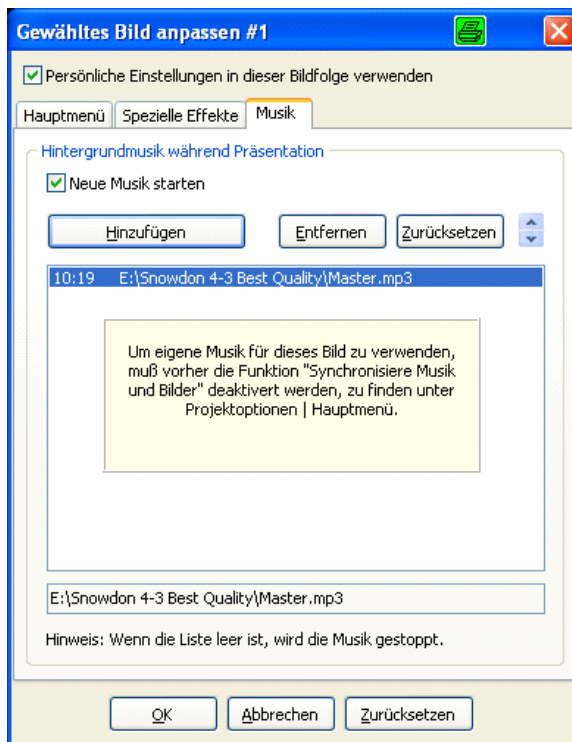 Gewähltes Bild anpassen #1
Persönliche Einstellungen in dieser Bildfolge verwenden
Hauptmenü Spezielle Effekte Musik
Hintergrundmusik während Präsentation
Neue Musik starten
Hinzufügen Entfernen Zurücksetzen
10:19 E:\Snowdon 4-3 Best Quality\Master.mp3
Um eigene Musik für dieses Bild zu verwenden,
muß vorher die Funktion "Synchronisiere Musik
und Bilder" deaktivert werden, zu finden unter
Projektoptionen | Hauptmenü.
E:\Snowdon 4-3 Best Quality\Master.mp3
Hinweis: Wenn die Liste leer ist, wird die Musik gestoppt.
OK Abbrechen Zurücksetzen